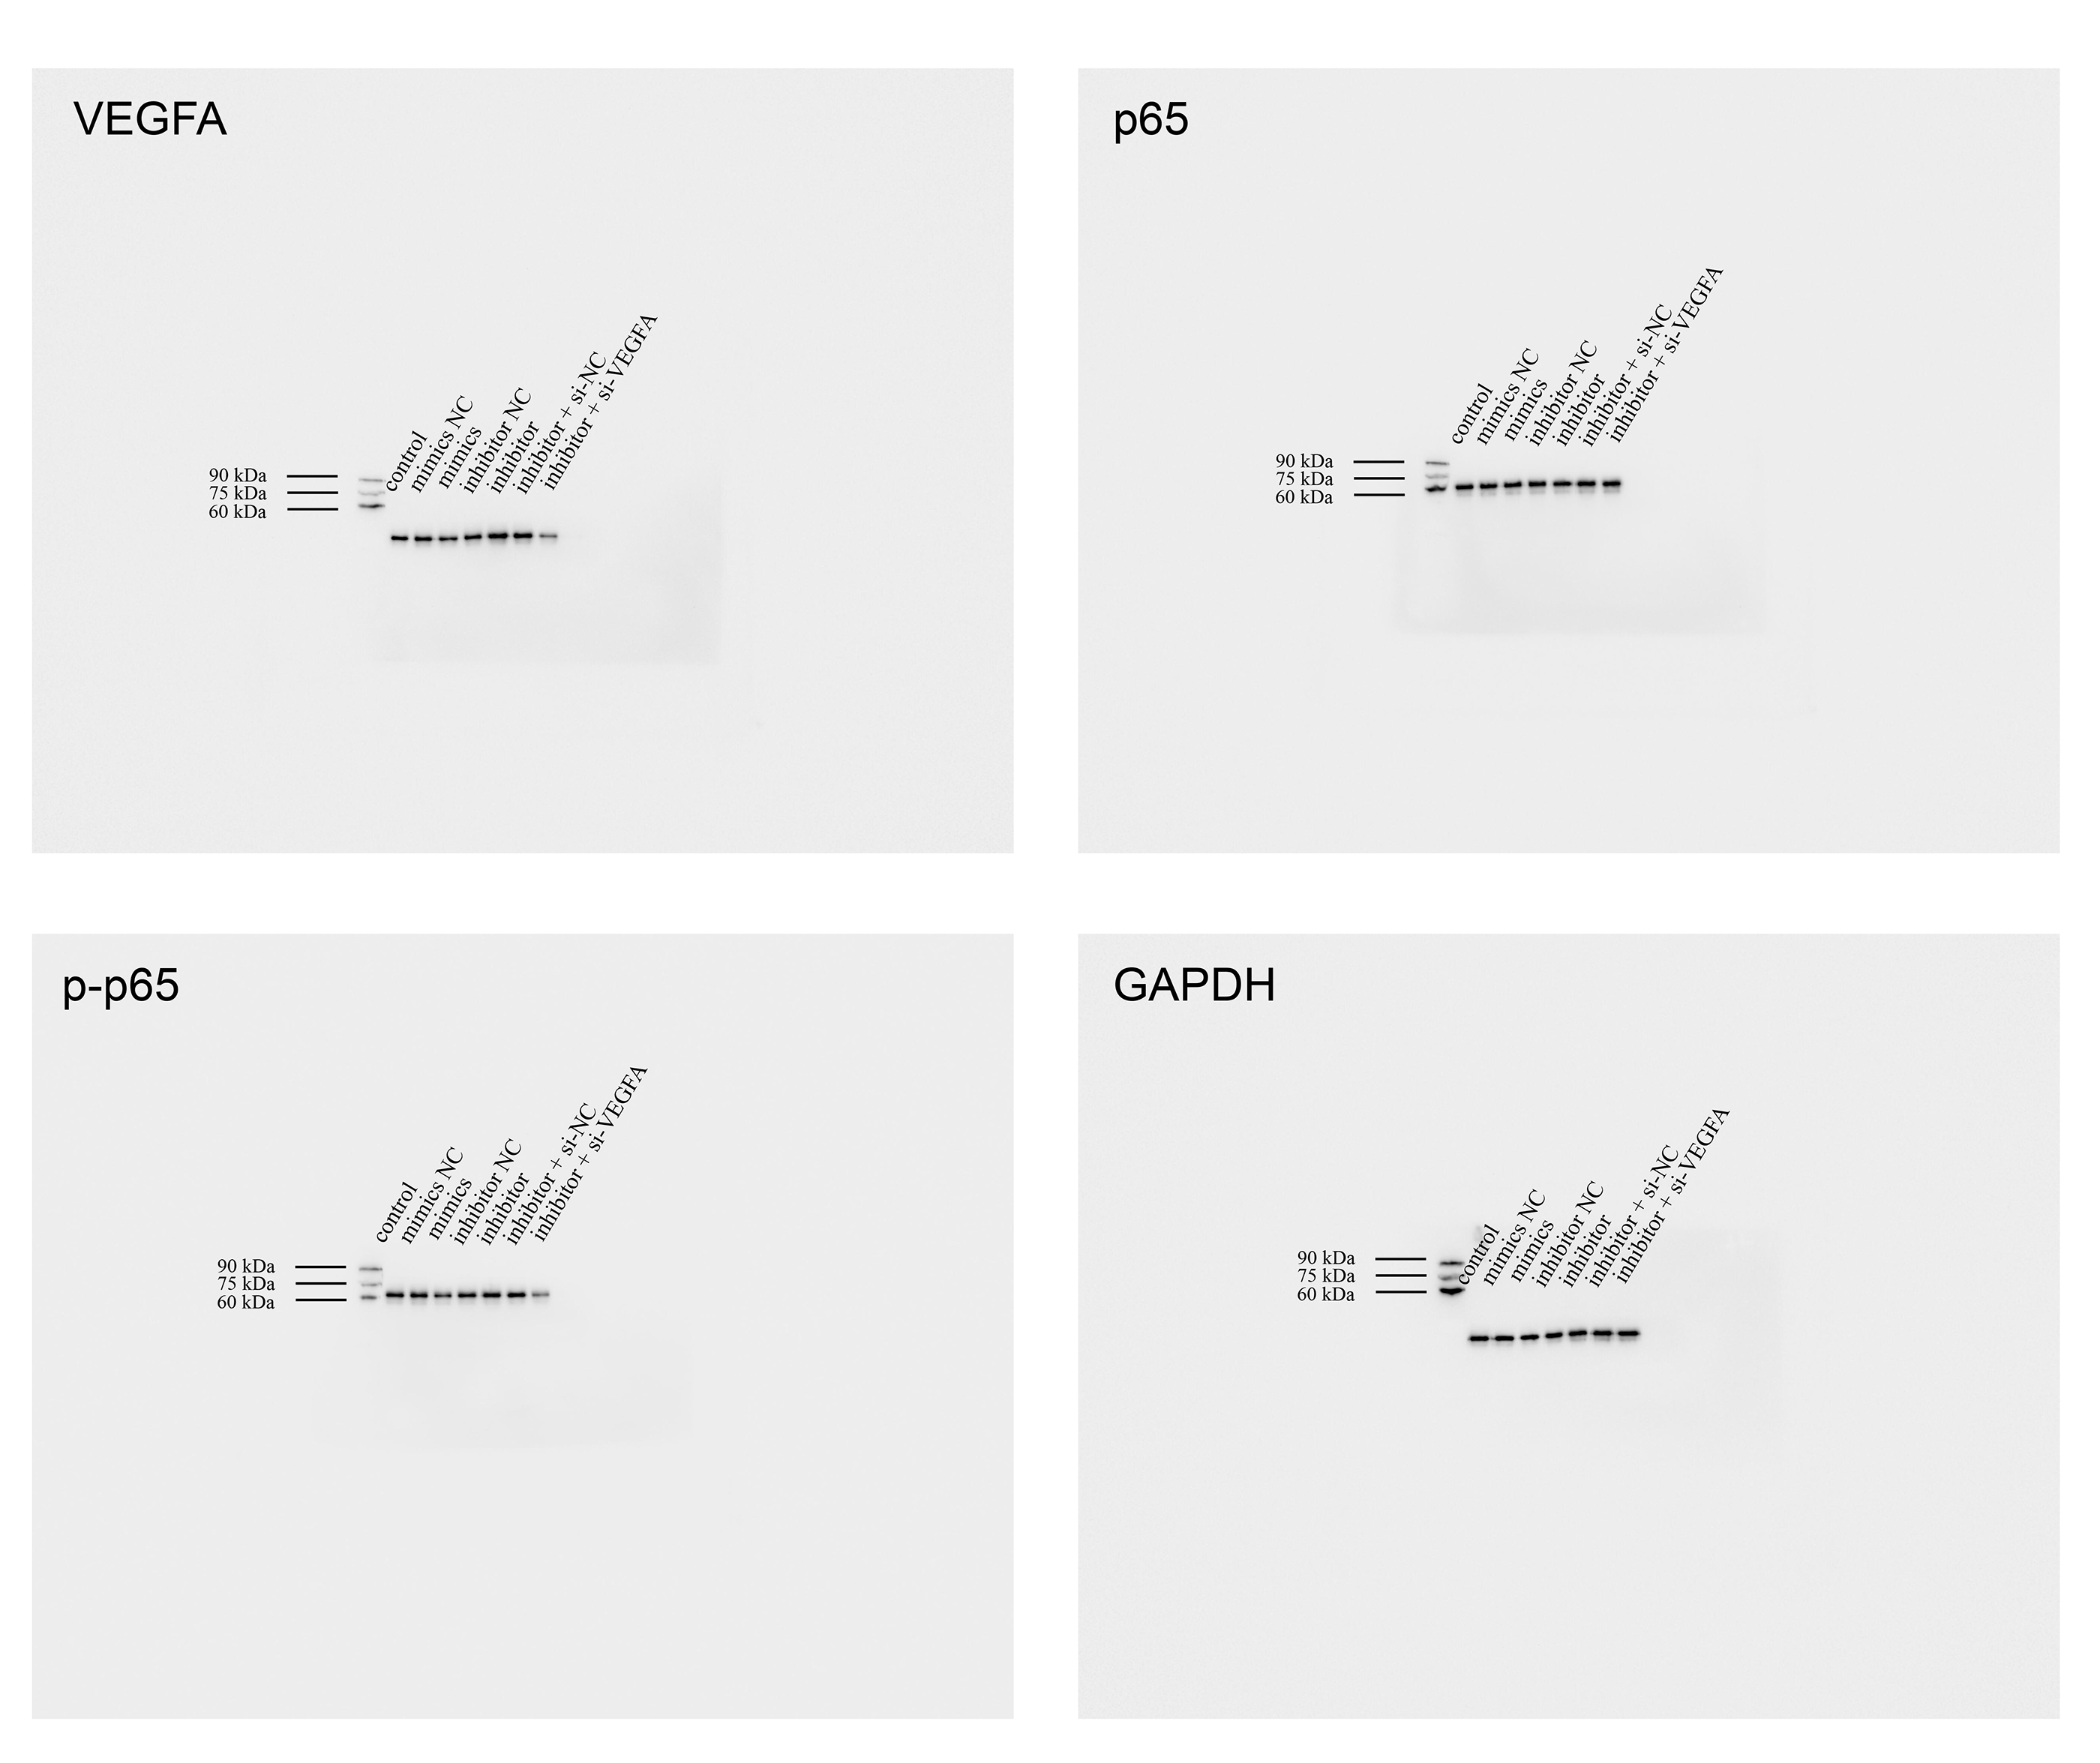 VEGFA
control
mimics NC
mimics
inhibitor NC
inhibitor
inhibitor + si-NC
inhibitor + si-VEGFA
90 kDa
75 kDa
60 kDa
p65
control
mimics NC
mimics
inhibitor NC
inhibitor
inhibitor + si-NC
inhibitor + si-VEGFA
90 kDa
75 kDa
60 kDa
p-p65
control
mimics NC
mimics
inhibitor NC
inhibitor
inhibitor + si-NC
inhibitor + si-VEGFA
90 kDa
75 kDa
60 kDa
GAPDH
control
mimics NC
mimics
inhibitor NC
inhibitor
inhibitor + si-NC
inhibitor + si-VEGFA
90 kDa
75 kDa
60 kDa